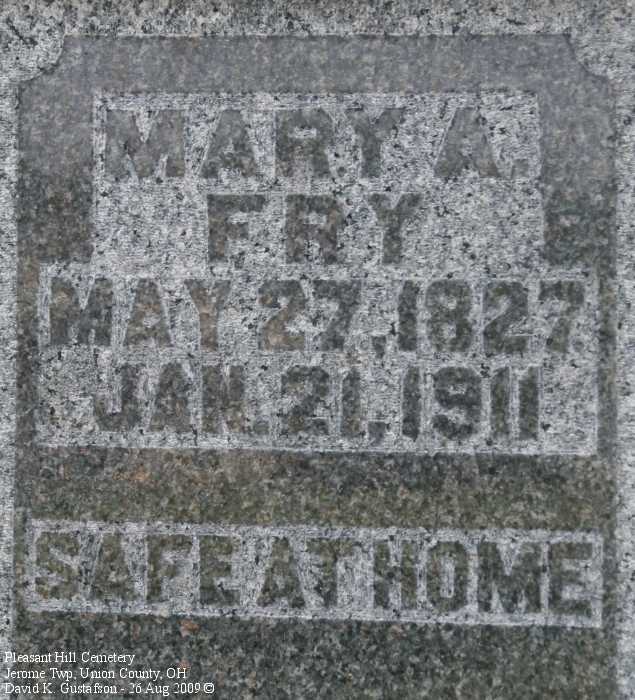 MARY A.
FRY
MAY 27, 1827
JAN. 21, 1911
SAFE AT HOME
Pleasant Hill Cemetery
Jerome Twp, Union County, OH
David K. Gustafson - 26 Aug 2009 ©